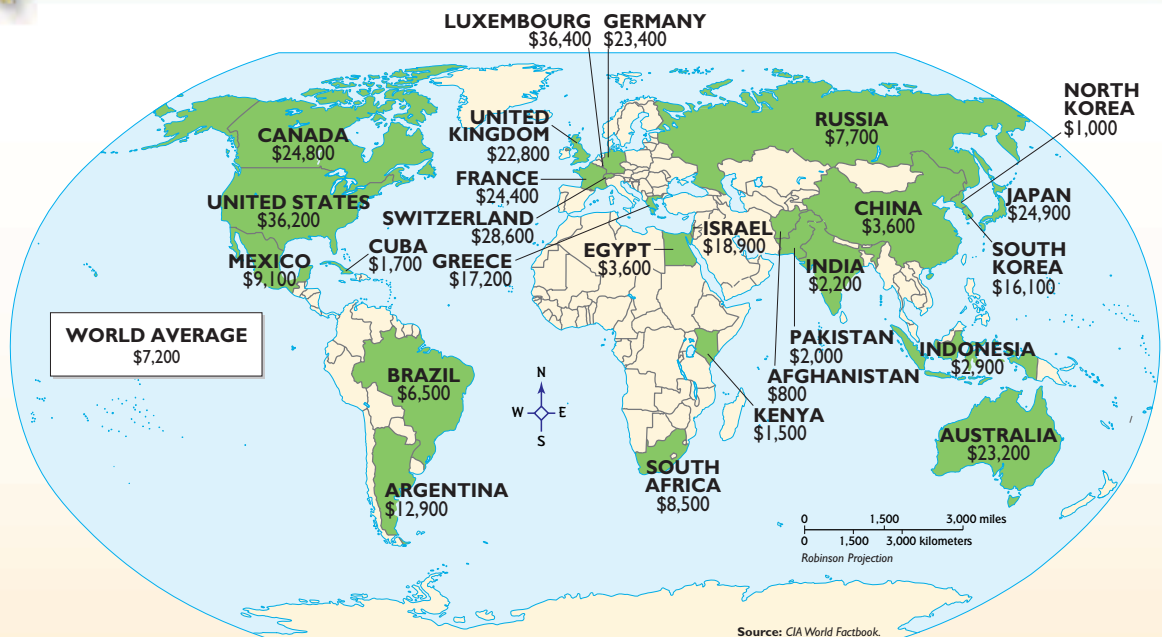 LUXEMBOURG
$36,400
GERMANY
$23,400
NORTH
KOREA
$1,000
CANADA
$24,800
UNITED
KINGDOM
$22,800
RUSSIA
$7,700
FRANCE
$24,400
UNITED STATES
$36,200
SWITZERLAND
$28,600
JAPAN
$24,900
CHINA
$3,600
ISRAEL
$18,900
MEXICO
$9,100
CUBA
$1,700
GREECE
$17,200
EGYPT
$3,600
SOUTH
KOREA
$16,100
INDIA
$2,200
WORLD AVERAGE
$7,200
PAKISTAN
$2,000
INDONESIA
$2,900
AFGHANISTAN
$800
BRAZIL
$6,500
N
W
E
S
KENYA
$1,500
AUSTRALIA
$23,200
SOUTH
AFRICA
$8,500
ARGENTINA
$12,900
0 1,500 3,000 miles
0 1,500 3,000 kilometers
Robinson Projection
Source: CIA World Factbook.